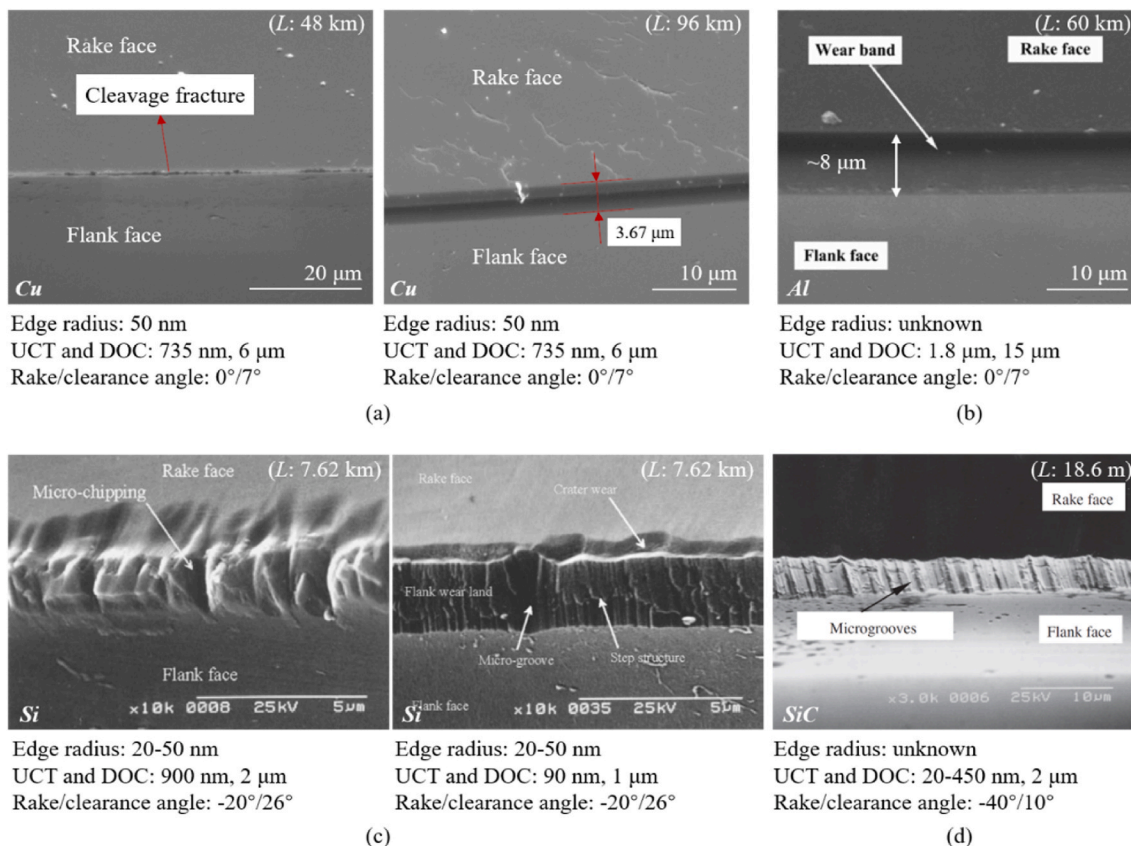 (L: 48 km)
Rake face
Cleavage fracture
Flank face
20 μm
Cu
(L: 96 km)
Rake face
3.67 μm
Flank face
10 μm
Cu
(L: 60 km)
Wear band
Rake face
~8 μm
Flank face
10 μm
Al
Edge radius: 50 nm
UCT and DOC: 735 nm, 6 μm
Rake/clearance angle: 0°/7°
Edge radius: 50 nm
UCT and DOC: 735 nm, 6 μm
Rake/clearance angle: 0°/7°
(a)
Edge radius: unknown
UCT and DOC: 1.8 μm, 15 μm
Rake/clearance angle: 0°/7°
(b)
(L: 7.62 km)
Rake face
Micro-chipping
Flank face
×10k 0008 25kV 5μm
Si
(L: 7.62 km)
Rake face
Crater wear
Flank wear land
Micro-groove
Step structure
Flank face
×10k 0035 25kV 5μm
Si
(L: 18.6 m)
Rake face
Microgrooves
Flank face
×3.0k 0006 25kV 10μm
SiC
Edge radius: 20-50 nm
UCT and DOC: 900 nm, 2 μm
Rake/clearance angle: -20°/26°
Edge radius: 20-50 nm
UCT and DOC: 90 nm, 1 μm
Rake/clearance angle: -20°/26°
(c)
Edge radius: unknown
UCT and DOC: 20-450 nm, 2 μm
Rake/clearance angle: -40°/10°
(d)